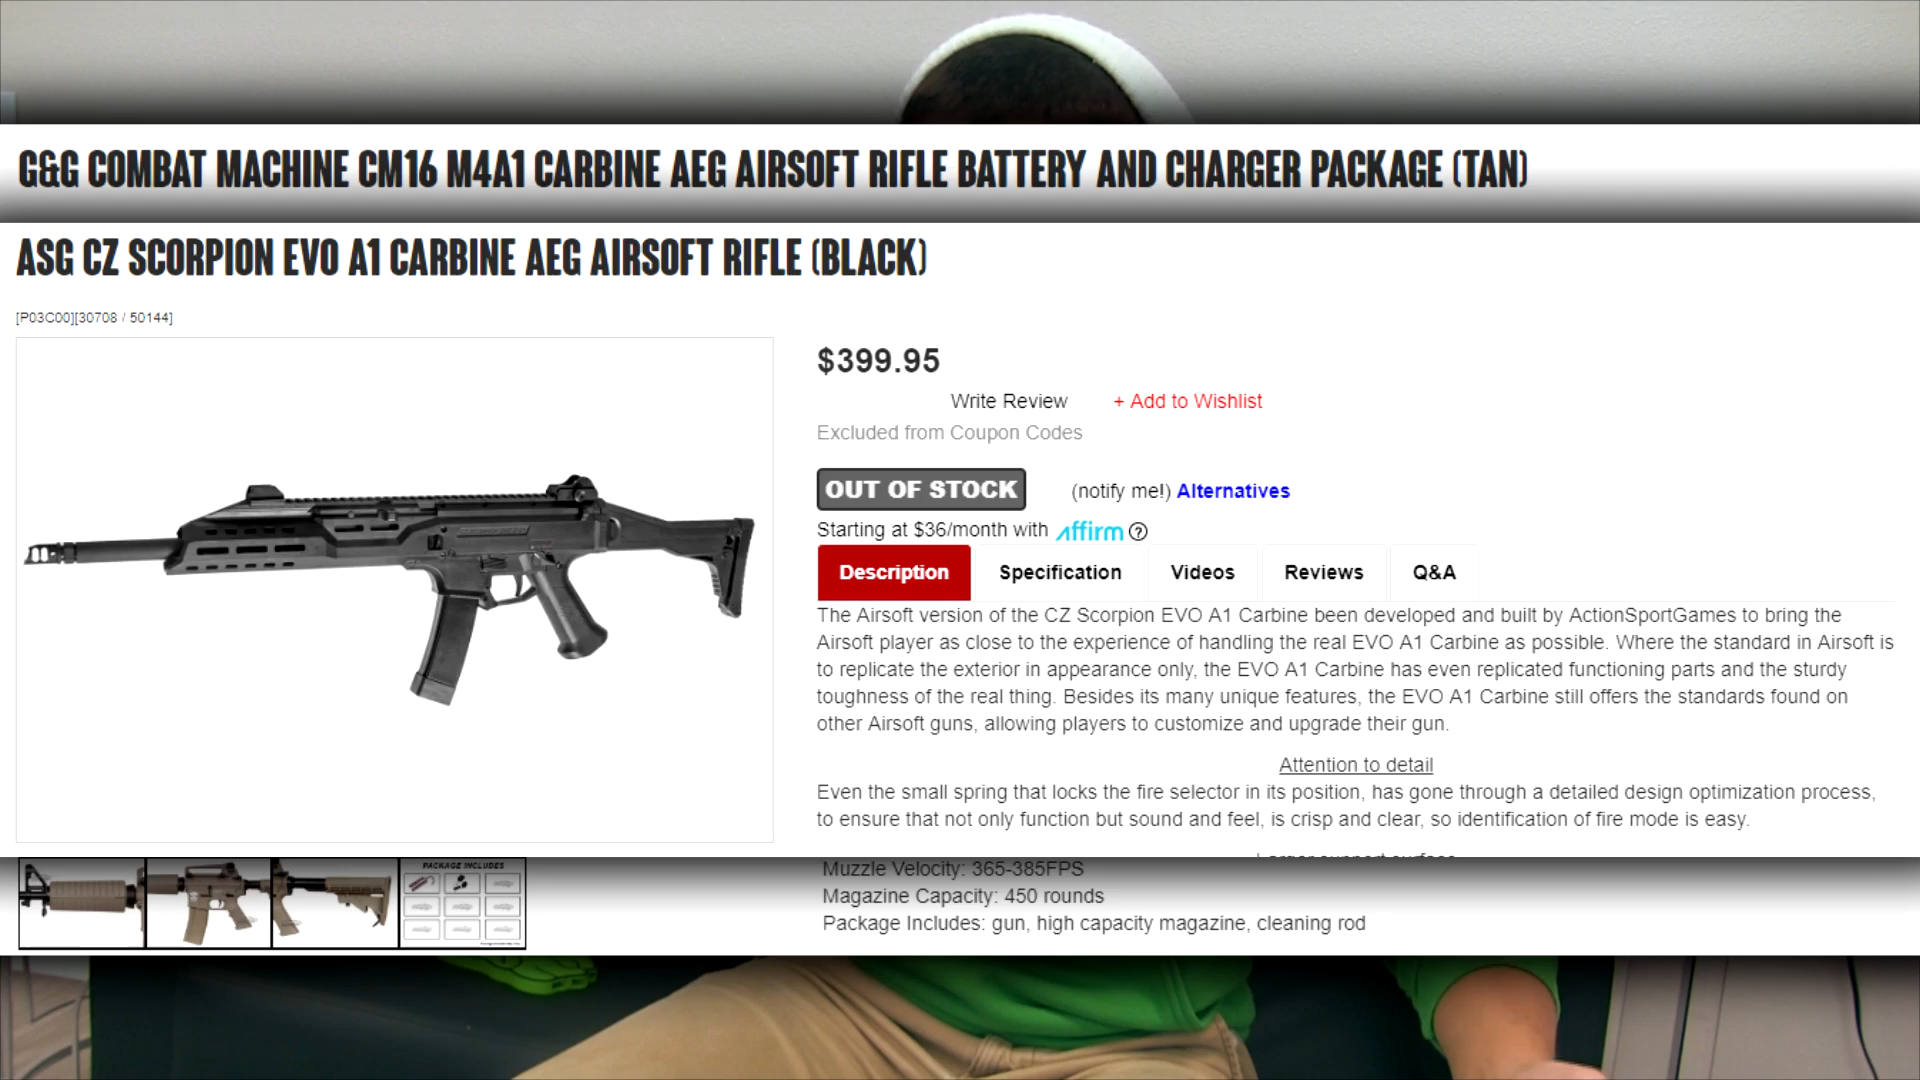 G&G COMBAT MACHINE CM16 M4A1 CARBINE AEG AIRSOFT RIFLE BATTERY AND CHARGER PACKAGE (TAN)
ASG CZ SCORPION EVO A1 CARBINE AEG AIRSOFT RIFLE (BLACK)
[P03C00][30708 / 50144]
$399.95
Write Review + Add to Wishlist
Excluded from Coupon Codes
OUT OF STOCK (notify me!) Alternatives
Starting at $36/month with affirm ?
Description Specification Videos Reviews Q&A
The Airsoft version of the CZ Scorpion EVO A1 Carbine been developed and built by ActionSportGames to bring the
Airsoft player as close to the experience of handling the real EVO A1 Carbine as possible. Where the standard in Airsoft is
to replicate the exterior in appearance only, the EVO A1 Carbine has even replicated functioning parts and the sturdy
toughness of the real thing. Besides its many unique features, the EVO A1 Carbine still offers the standards found on
other Airsoft guns, allowing players to customize and upgrade their gun.
Attention to detail
Even the small spring that locks the fire selector in its position, has gone through a detailed design optimization process,
to ensure that not only function but sound and feel, is crisp and clear, so identification of fire mode is easy.
PACKAGE INCLUDES
Muzzle Velocity: 365-385FPS
Magazine Capacity: 450 rounds
Package Includes: gun, high capacity magazine, cleaning rod